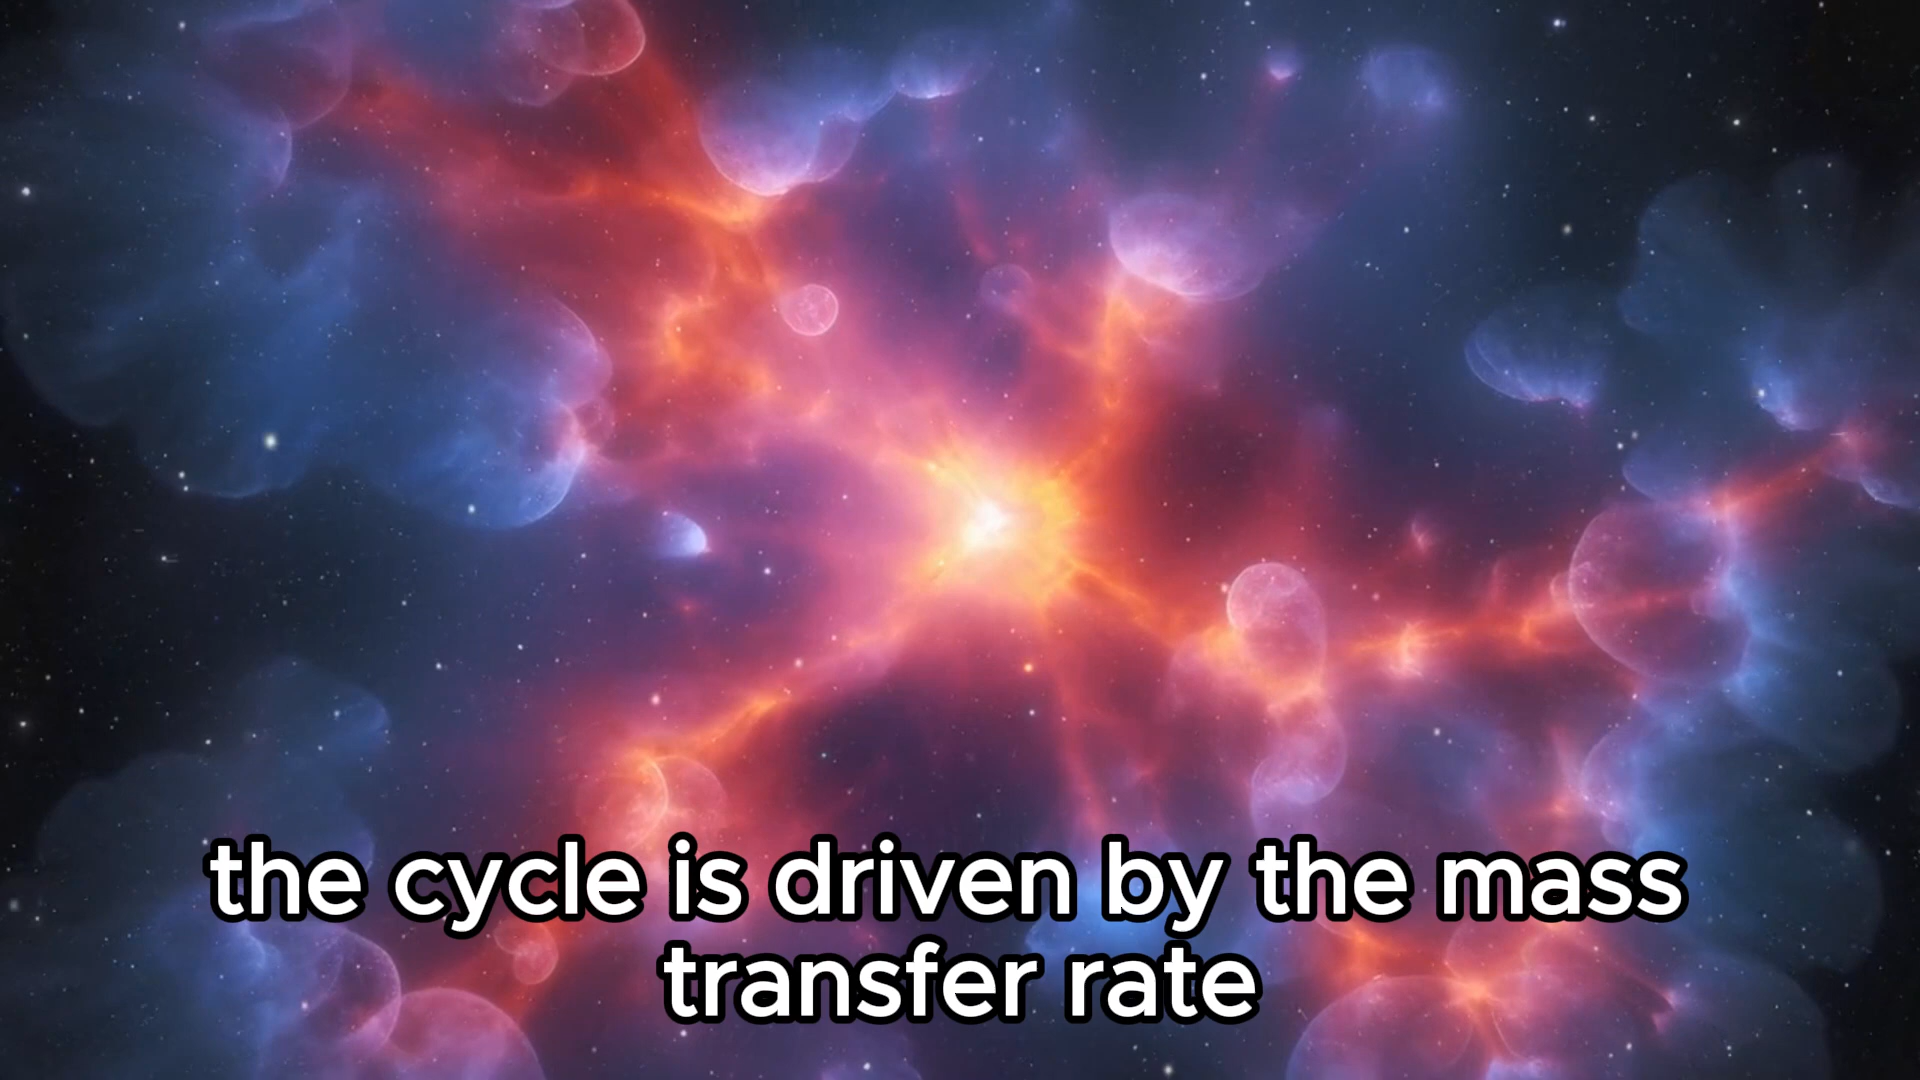 the cycle is driven by the mass
transfer rate